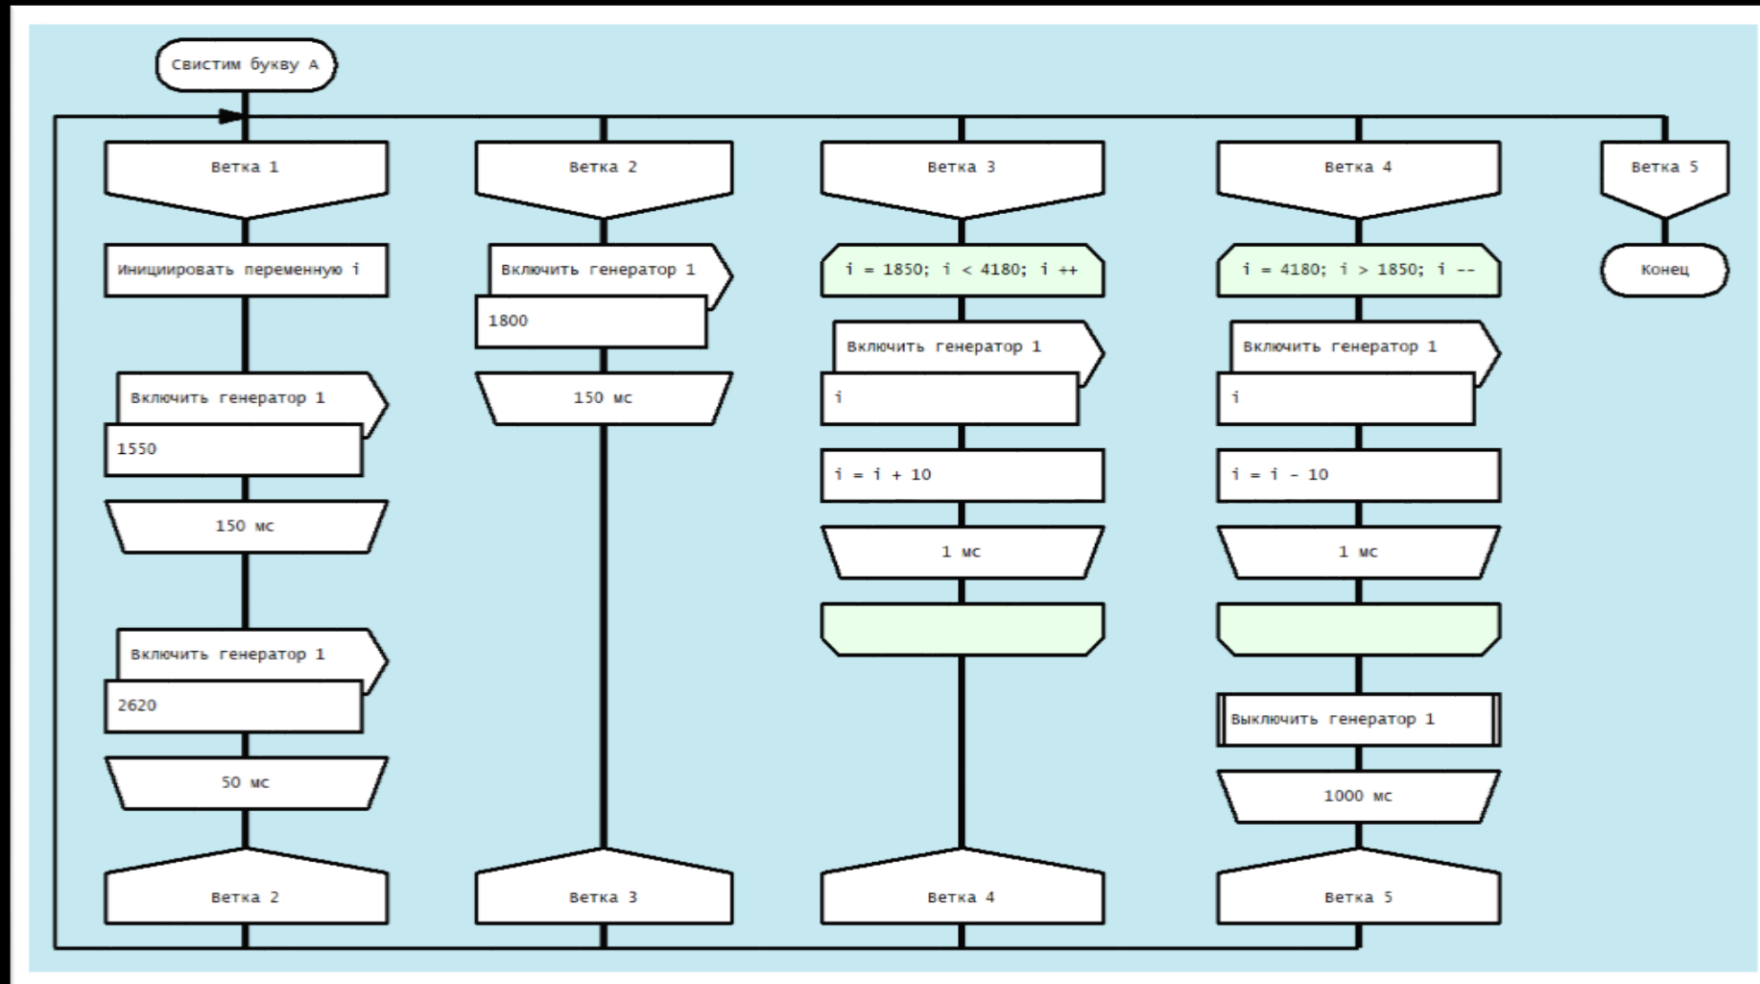 Свистим букву А
Ветка 1
Инициировать переменную i
Включить генератор 1
1550
150 мс
Включить генератор 1
2620
50 мс
Ветка 2
Ветка 2
Включить генератор 1
1800
150 мс
Ветка 3
Ветка 3
i = 1850; i < 4180; i ++
Включить генератор 1
i
i = i + 10
1 мс
Ветка 4
Ветка 4
i = 4180; i > 1850; i --
Включить генератор 1
i
i = i - 10
1 мс
Выключить генератор 1
1000 мс
Ветка 5
Ветка 5
Конец